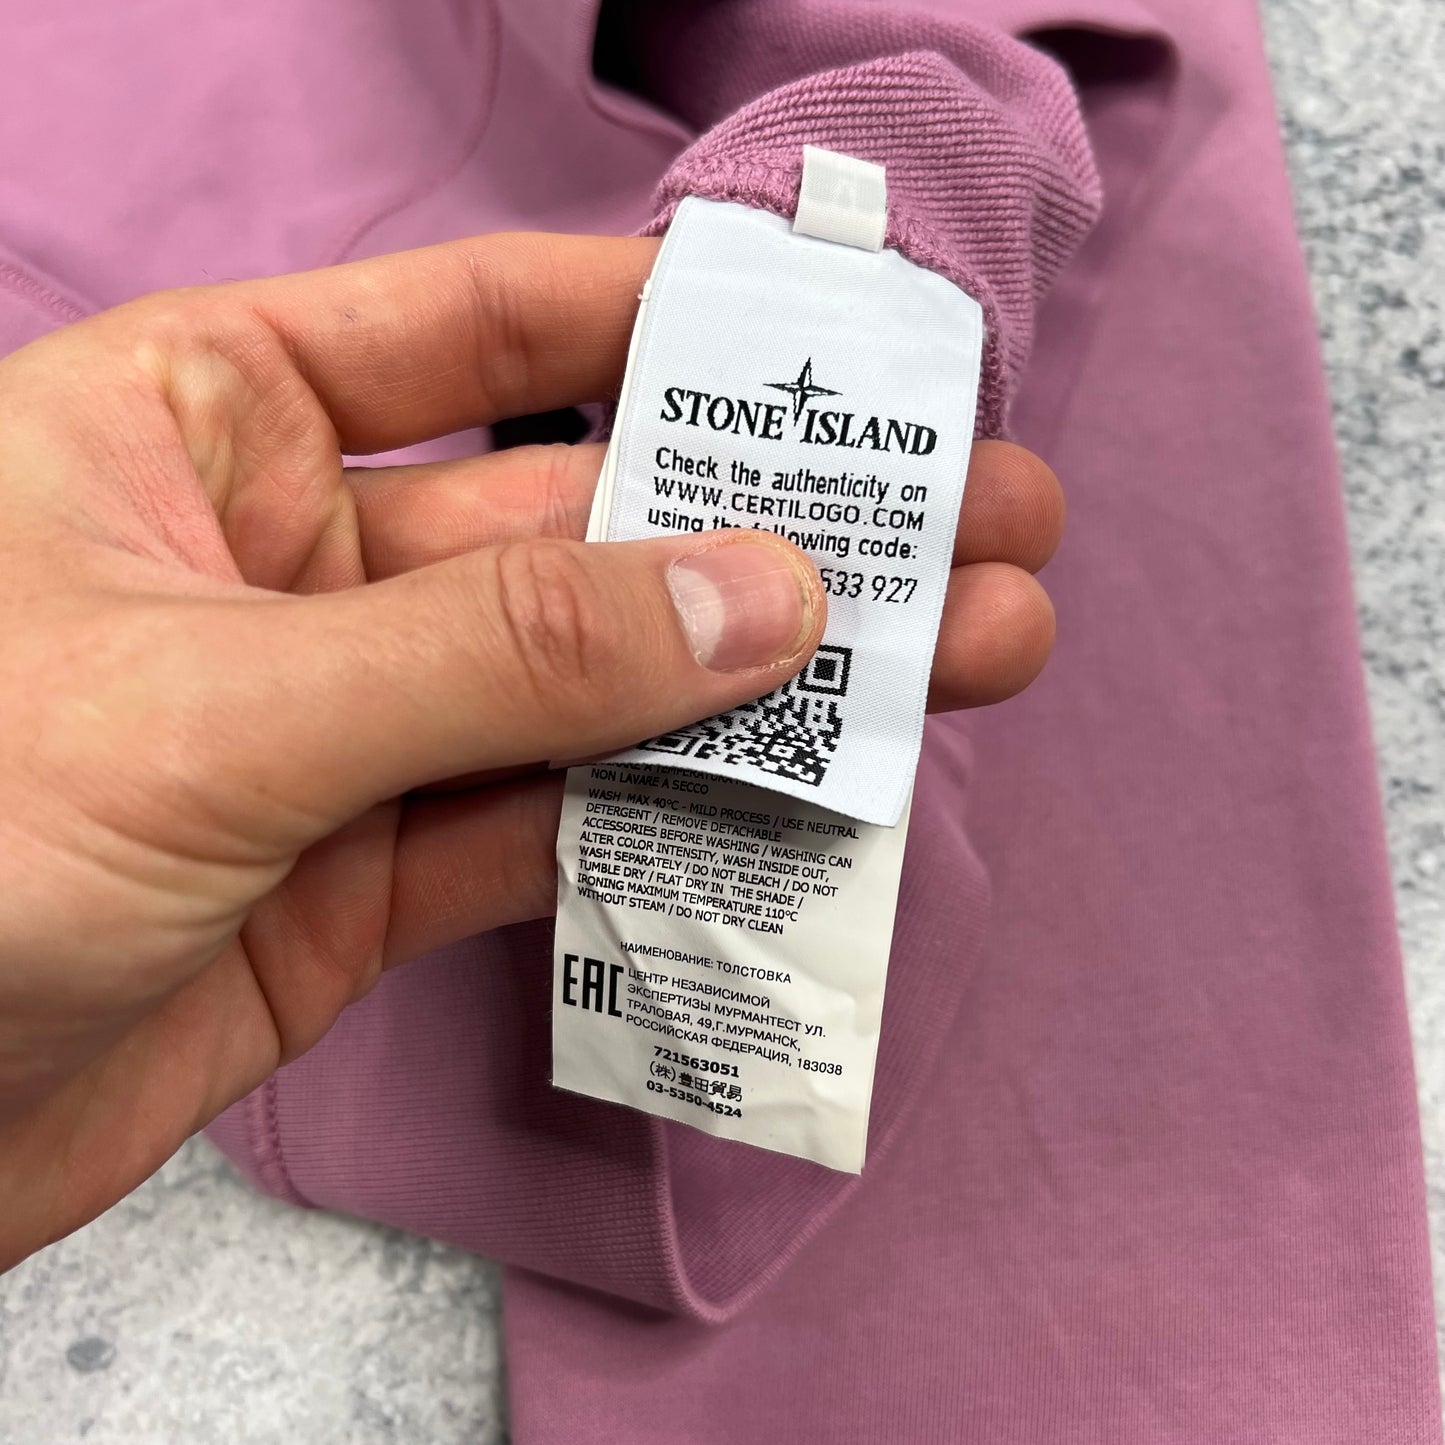 STONE ISLAND
Check the authenticity on
WWW.CERTILOGO.COM
using the following code:
533 927
A TEMPERATURA
NON LAVARE A SECCO
WASH MAX 40°C - MILD PROCESS / USE NEUTRAL
DETERGENT / REMOVE DETACHABLE
ACCESSORIES BEFORE WASHING / WASHING CAN
ALTER COLOR INTENSITY, WASH INSIDE OUT,
WASH SEPARATELY / DO NOT BLEACH / DO NOT
TUMBLE DRY / FLAT DRY IN THE SHADE /
IRONING MAXIMUM TEMPERATURE 110°C
WITHOUT STEAM / DO NOT DRY CLEAN
НАИМЕНОВАНИЕ: ТОЛСТОВКА
EAC
ЦЕНТР НЕЗАВИСИМОЙ
ЭКСПЕРТИЗЫ МУРМАНТЕСТ УЛ.
ТРАЛОВАЯ, 49,Г.МУРМАНСК,
РОССИЙСКАЯ ФЕДЕРАЦИЯ, 183038
721563051
(株)豊田貿易
03-5350-4524